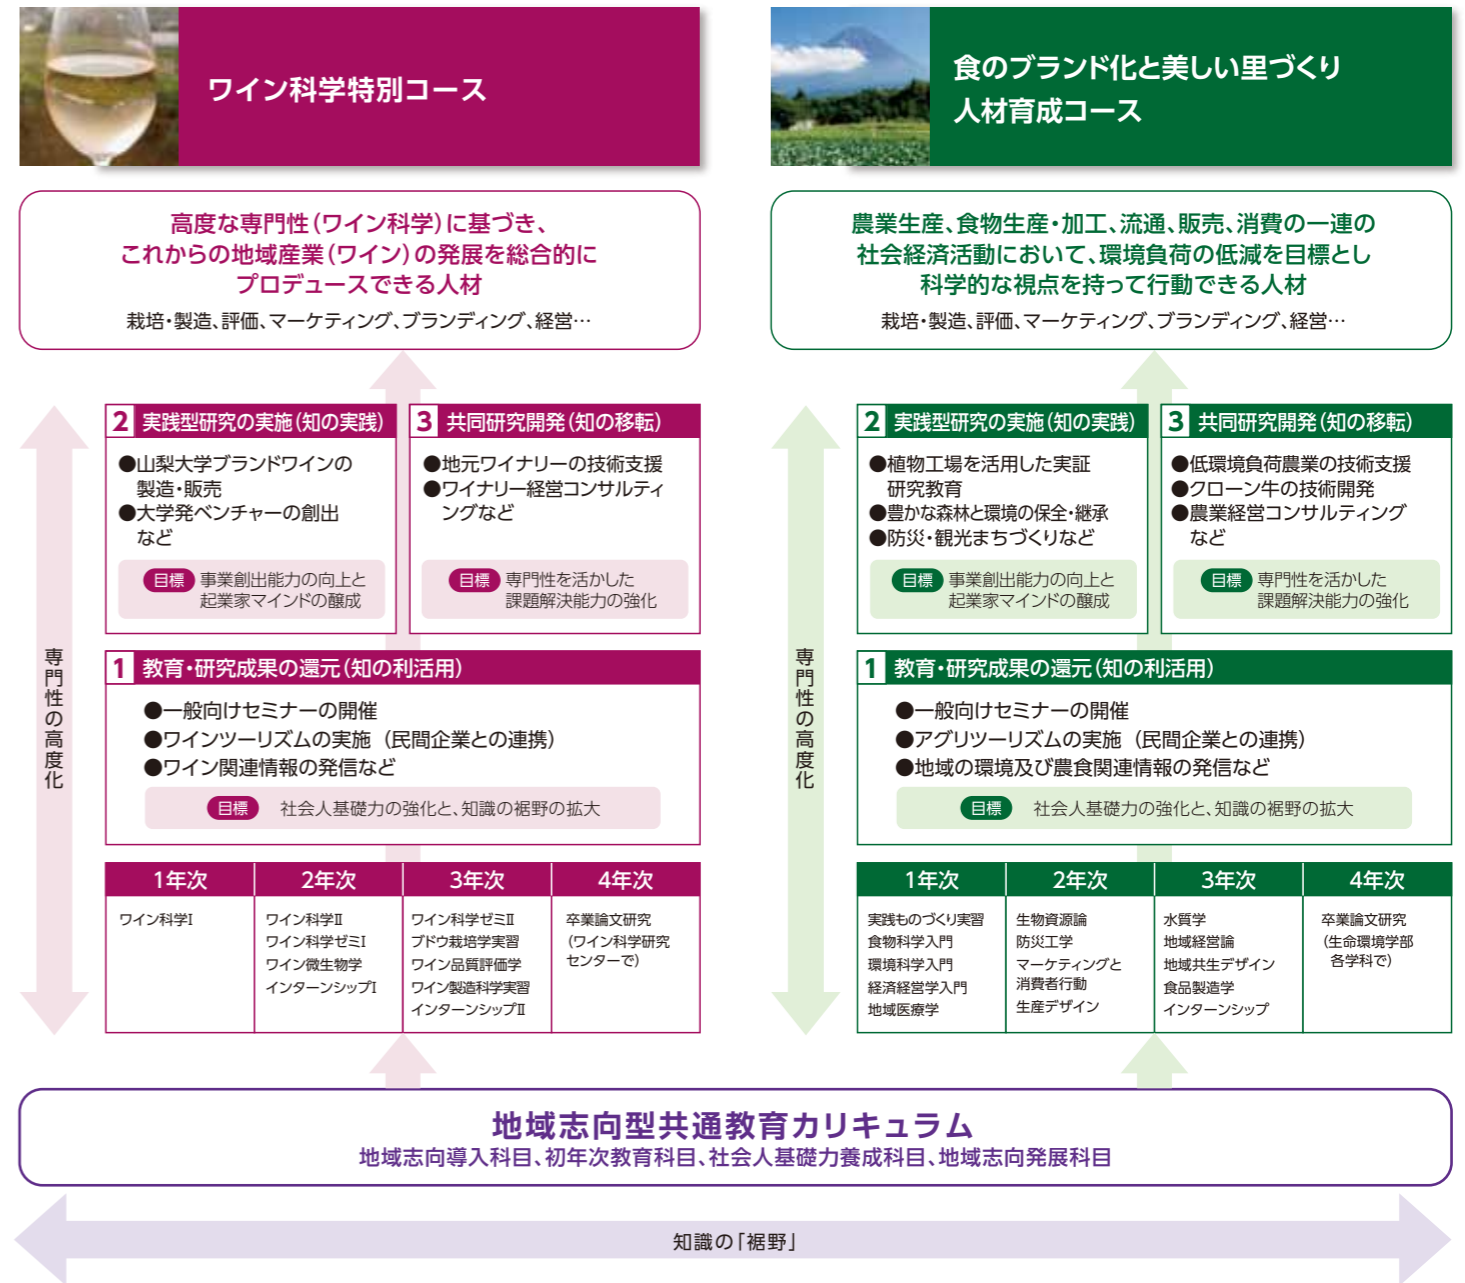 ワイン科学特別コース
高度な専門性(ワイン科学)に基づき、
これからの地域産業(ワイン)の発展を総合的に
プロデュースできる人材
栽培・製造、評価、マーケティング、ブランディング、経営…
専門性の高度化
2 実践型研究の実施(知の実践)
●山梨大学ブランドワインの
製造・販売
●大学発ベンチャーの創出
など
目標 事業創出能力の向上と
起業家マインドの醸成
3 共同研究開発(知の移転)
●地元ワイナリーの技術支援
●ワイナリー経営コンサルティ
ングなど
目標 専門性を活かした
課題解決能力の強化
1 教育・研究成果の還元(知の利活用)
●一般向けセミナーの開催
●ワインツーリズムの実施(民間企業との連携)
●ワイン関連情報の発信など
目標 社会人基礎力の強化と、知識の裾野の拡大
1年次
ワイン科学Ⅰ
2年次
ワイン科学Ⅱ
ワイン科学ゼミⅠ
ワイン微生物学
インターンシップⅠ
3年次
ワイン科学ゼミⅡ
ブドウ栽培学実習
ワイン品質評価学
ワイン製造科学実習
インターンシップⅡ
4年次
卒業論文研究
(ワイン科学研究
センターで)
食のブランド化と美しい里づくり
人材育成コース
農業生産、食物生産・加工、流通、販売、消費の一連の
社会経済活動において、環境負荷の低減を目標とし
科学的な視点を持って行動できる人材
栽培・製造、評価、マーケティング、ブランディング、経営…
専門性の高度化
2 実践型研究の実施(知の実践)
●植物工場を活用した実証
研究教育
●豊かな森林と環境の保全・継承
●防災・観光まちづくりなど
目標 事業創出能力の向上と
起業家マインドの醸成
3 共同研究開発(知の移転)
●低環境負荷農業の技術支援
●クローン牛の技術開発
●農業経営コンサルティング
など
目標 専門性を活かした
課題解決能力の強化
1 教育・研究成果の還元(知の利活用)
●一般向けセミナーの開催
●アグリツーリズムの実施(民間企業との連携)
●地域の環境及び農食関連情報の発信など
目標 社会人基礎力の強化と、知識の裾野の拡大
1年次
実践ものづくり実習
食物科学入門
環境科学入門
経済経営学入門
地域医療学
2年次
生物資源論
防災工学
マーケティングと
消費者行動
生産デザイン
3年次
水質学
地域経営論
地域共生デザイン
食品製造学
インターンシップ
4年次
卒業論文研究
(生命環境学部
各学科で)
地域志向型共通教育カリキュラム
地域志向導入科目、初年次教育科目、社会人基礎力養成科目、地域志向発展科目
知識の「裾野」